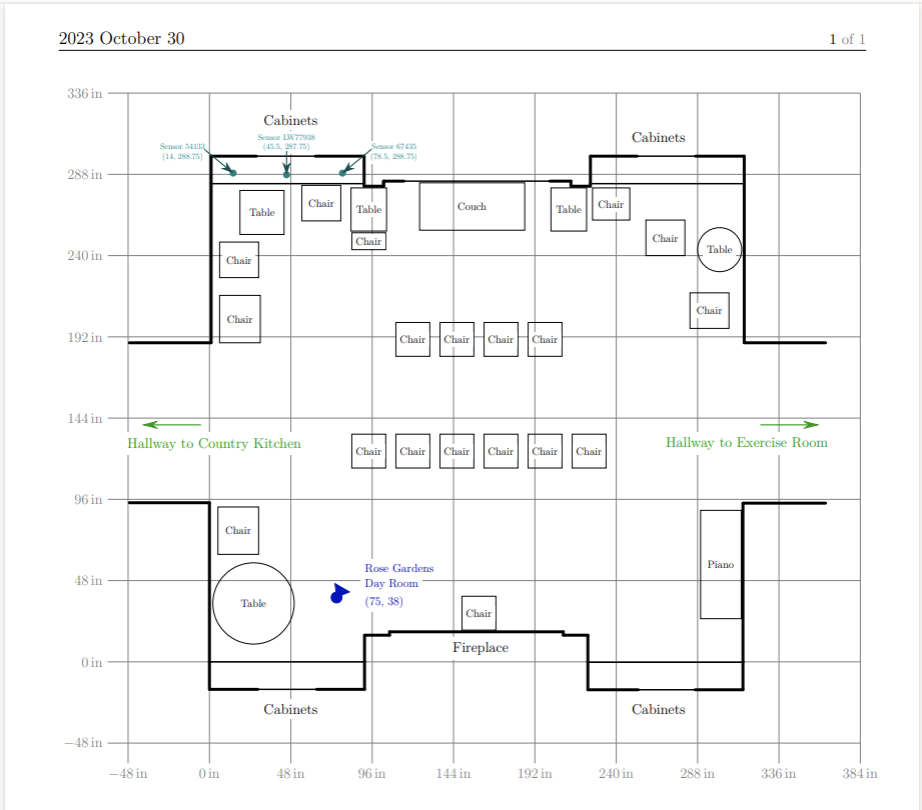 2023 October 30
1 of 1
336 in
Cabinets
Cabinets
Sensor LW77938
(45.5, 287.75)
Sensor 54133
(14, 288.75)
Sensor 67435
(78.5, 288.75)
288 in
Table
Chair
Table
Couch
Table
Chair
Chair
Chair
Table
240 in
Chair
Chair
Chair
192 in
Chair
Chair
Chair
Chair
144 in
Hallway to Country Kitchen
Hallway to Exercise Room
Chair
Chair
Chair
Chair
Chair
Chair
96 in
Chair
Piano
48 in
Rose Gardens
Day Room
(75, 38)
Table
Chair
Fireplace
0 in
Cabinets
Cabinets
−48 in
−48 in
0 in
48 in
96 in
144 in
192 in
240 in
288 in
336 in
384 in